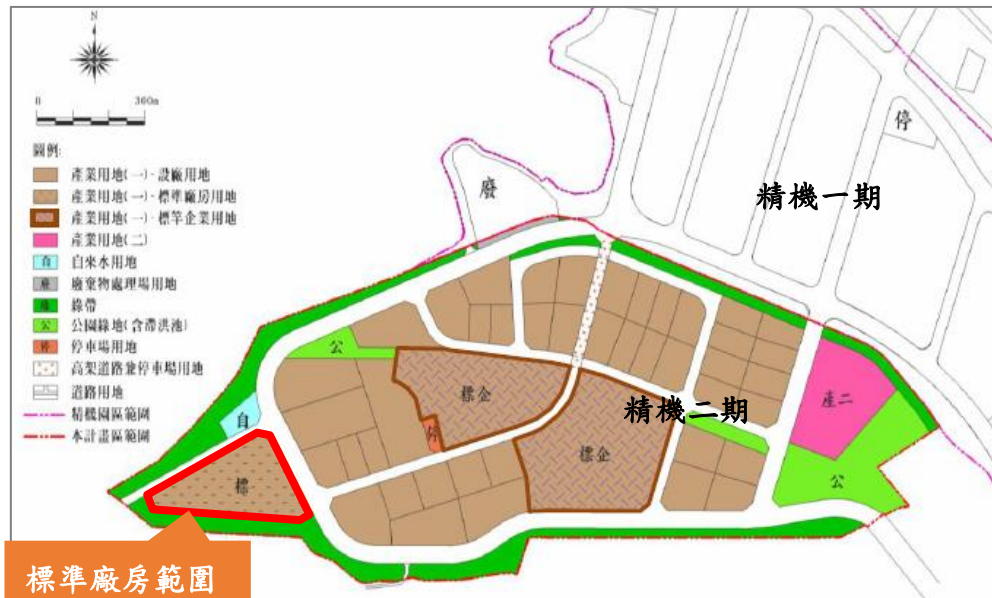 N
0 300m
圖例:
產業用地(一)-設廠用地
產業用地(一)-標準廠房用地
產業用地(一)-標竿企業用地
產業用地(二)
自 自來水用地
廢 廢棄物處理場用地
綠 綠帶
公 公園綠地(含滯洪池)
停 停車場用地
高架道路兼停車場用地
道路用地
精機園區範圍
本計畫區範圍
停
廢
精機一期
公
標企
精機二期
產二
自
停
標企
標
公
標準廠房範圍